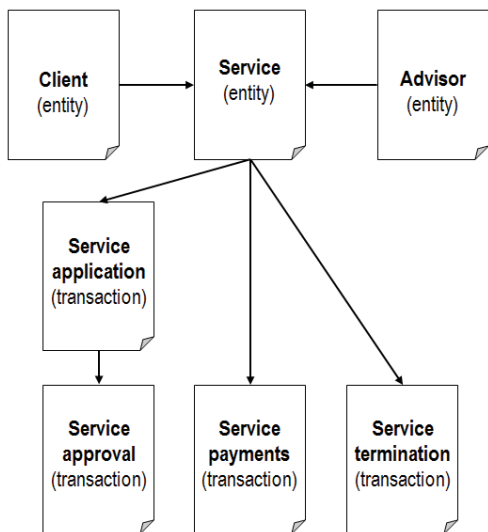 Client
(entity)
Service
(entity)
Advisor
(entity)
Service
application
(transaction)
Service
approval
(transaction)
Service
payments
(transaction)
Service
termination
(transaction)